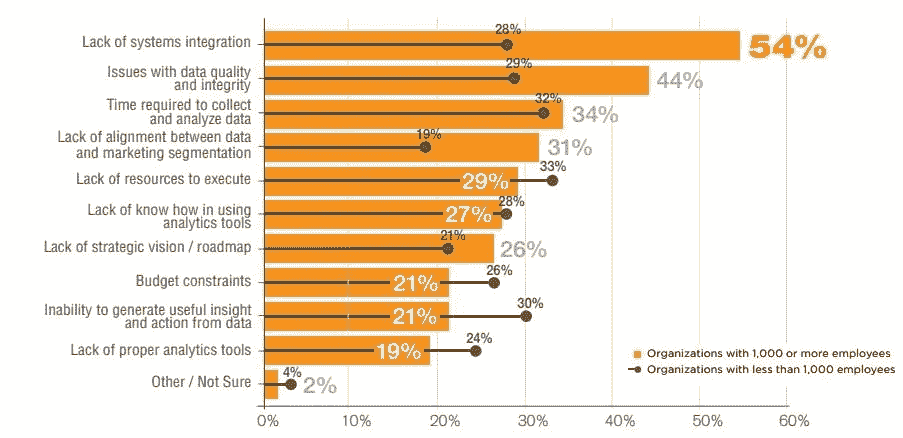 Lack of systems integration
28%
54%
Issues with data quality
and integrity
29%
44%
Time required to collect
and analyze data
32%
34%
Lack of alignment between data
and marketing segmentation
19%
31%
Lack of resources to execute
29%
33%
Lack of know how in using
analytics tools
27%
28%
Lack of strategic vision / roadmap
21%
26%
Budget constraints
21%
26%
Inability to generate useful insight
and action from data
21%
30%
Lack of proper analytics tools
19%
24%
Other / Not Sure
4%
2%
Organizations with 1,000 or more employees
Organizations with less than 1,000 employees
0% 10% 20% 30% 40% 50% 60%